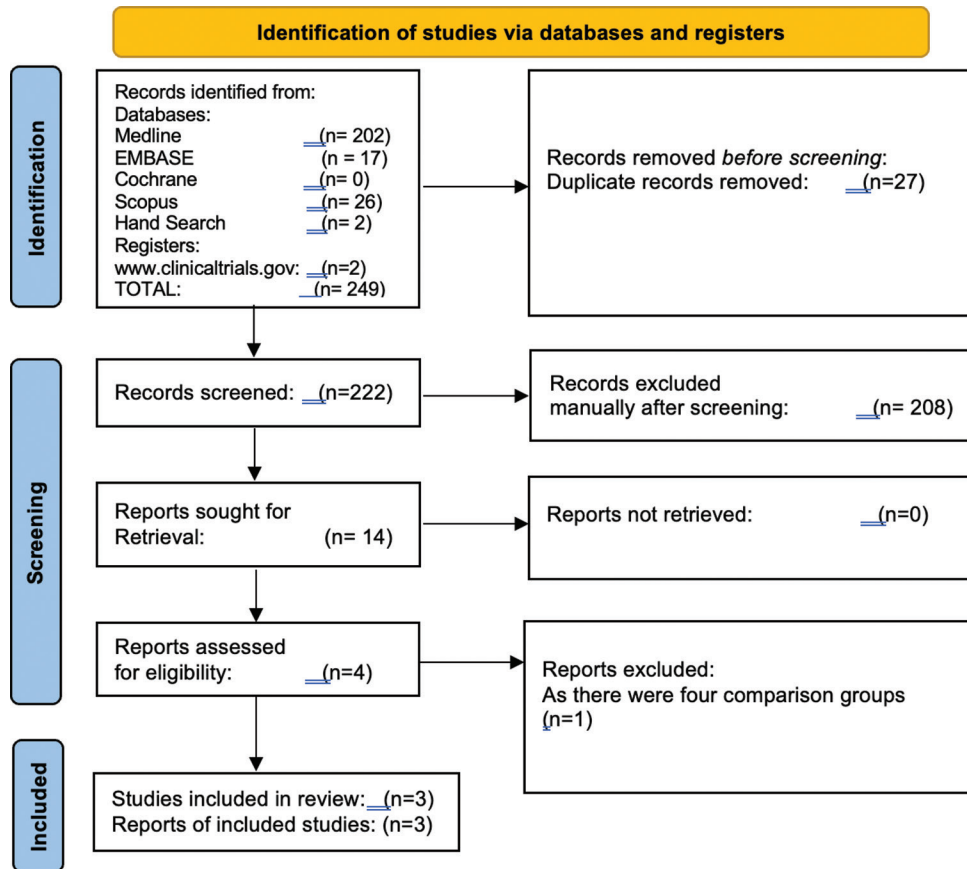 Identification of studies via databases and registers
Identification
Records identified from:
Databases:
Medline (n= 202)
EMBASE (n = 17)
Cochrane (n= 0)
Scopus (n= 26)
Hand Search (n= 2)
Registers:
www.clinicaltrials.gov: (n=2)
TOTAL: (n= 249)
Records removed before screening:
Duplicate records removed: (n=27)
Screening
Records screened: (n=222)
Records excluded
manually after screening: (n= 208)
Reports sought for
Retrieval: (n= 14)
Reports not retrieved: (n=0)
Reports assessed
for eligibility: (n=4)
Reports excluded:
As there were four comparison groups
(n=1)
Included
Studies included in review: (n=3)
Reports of included studies: (n=3)